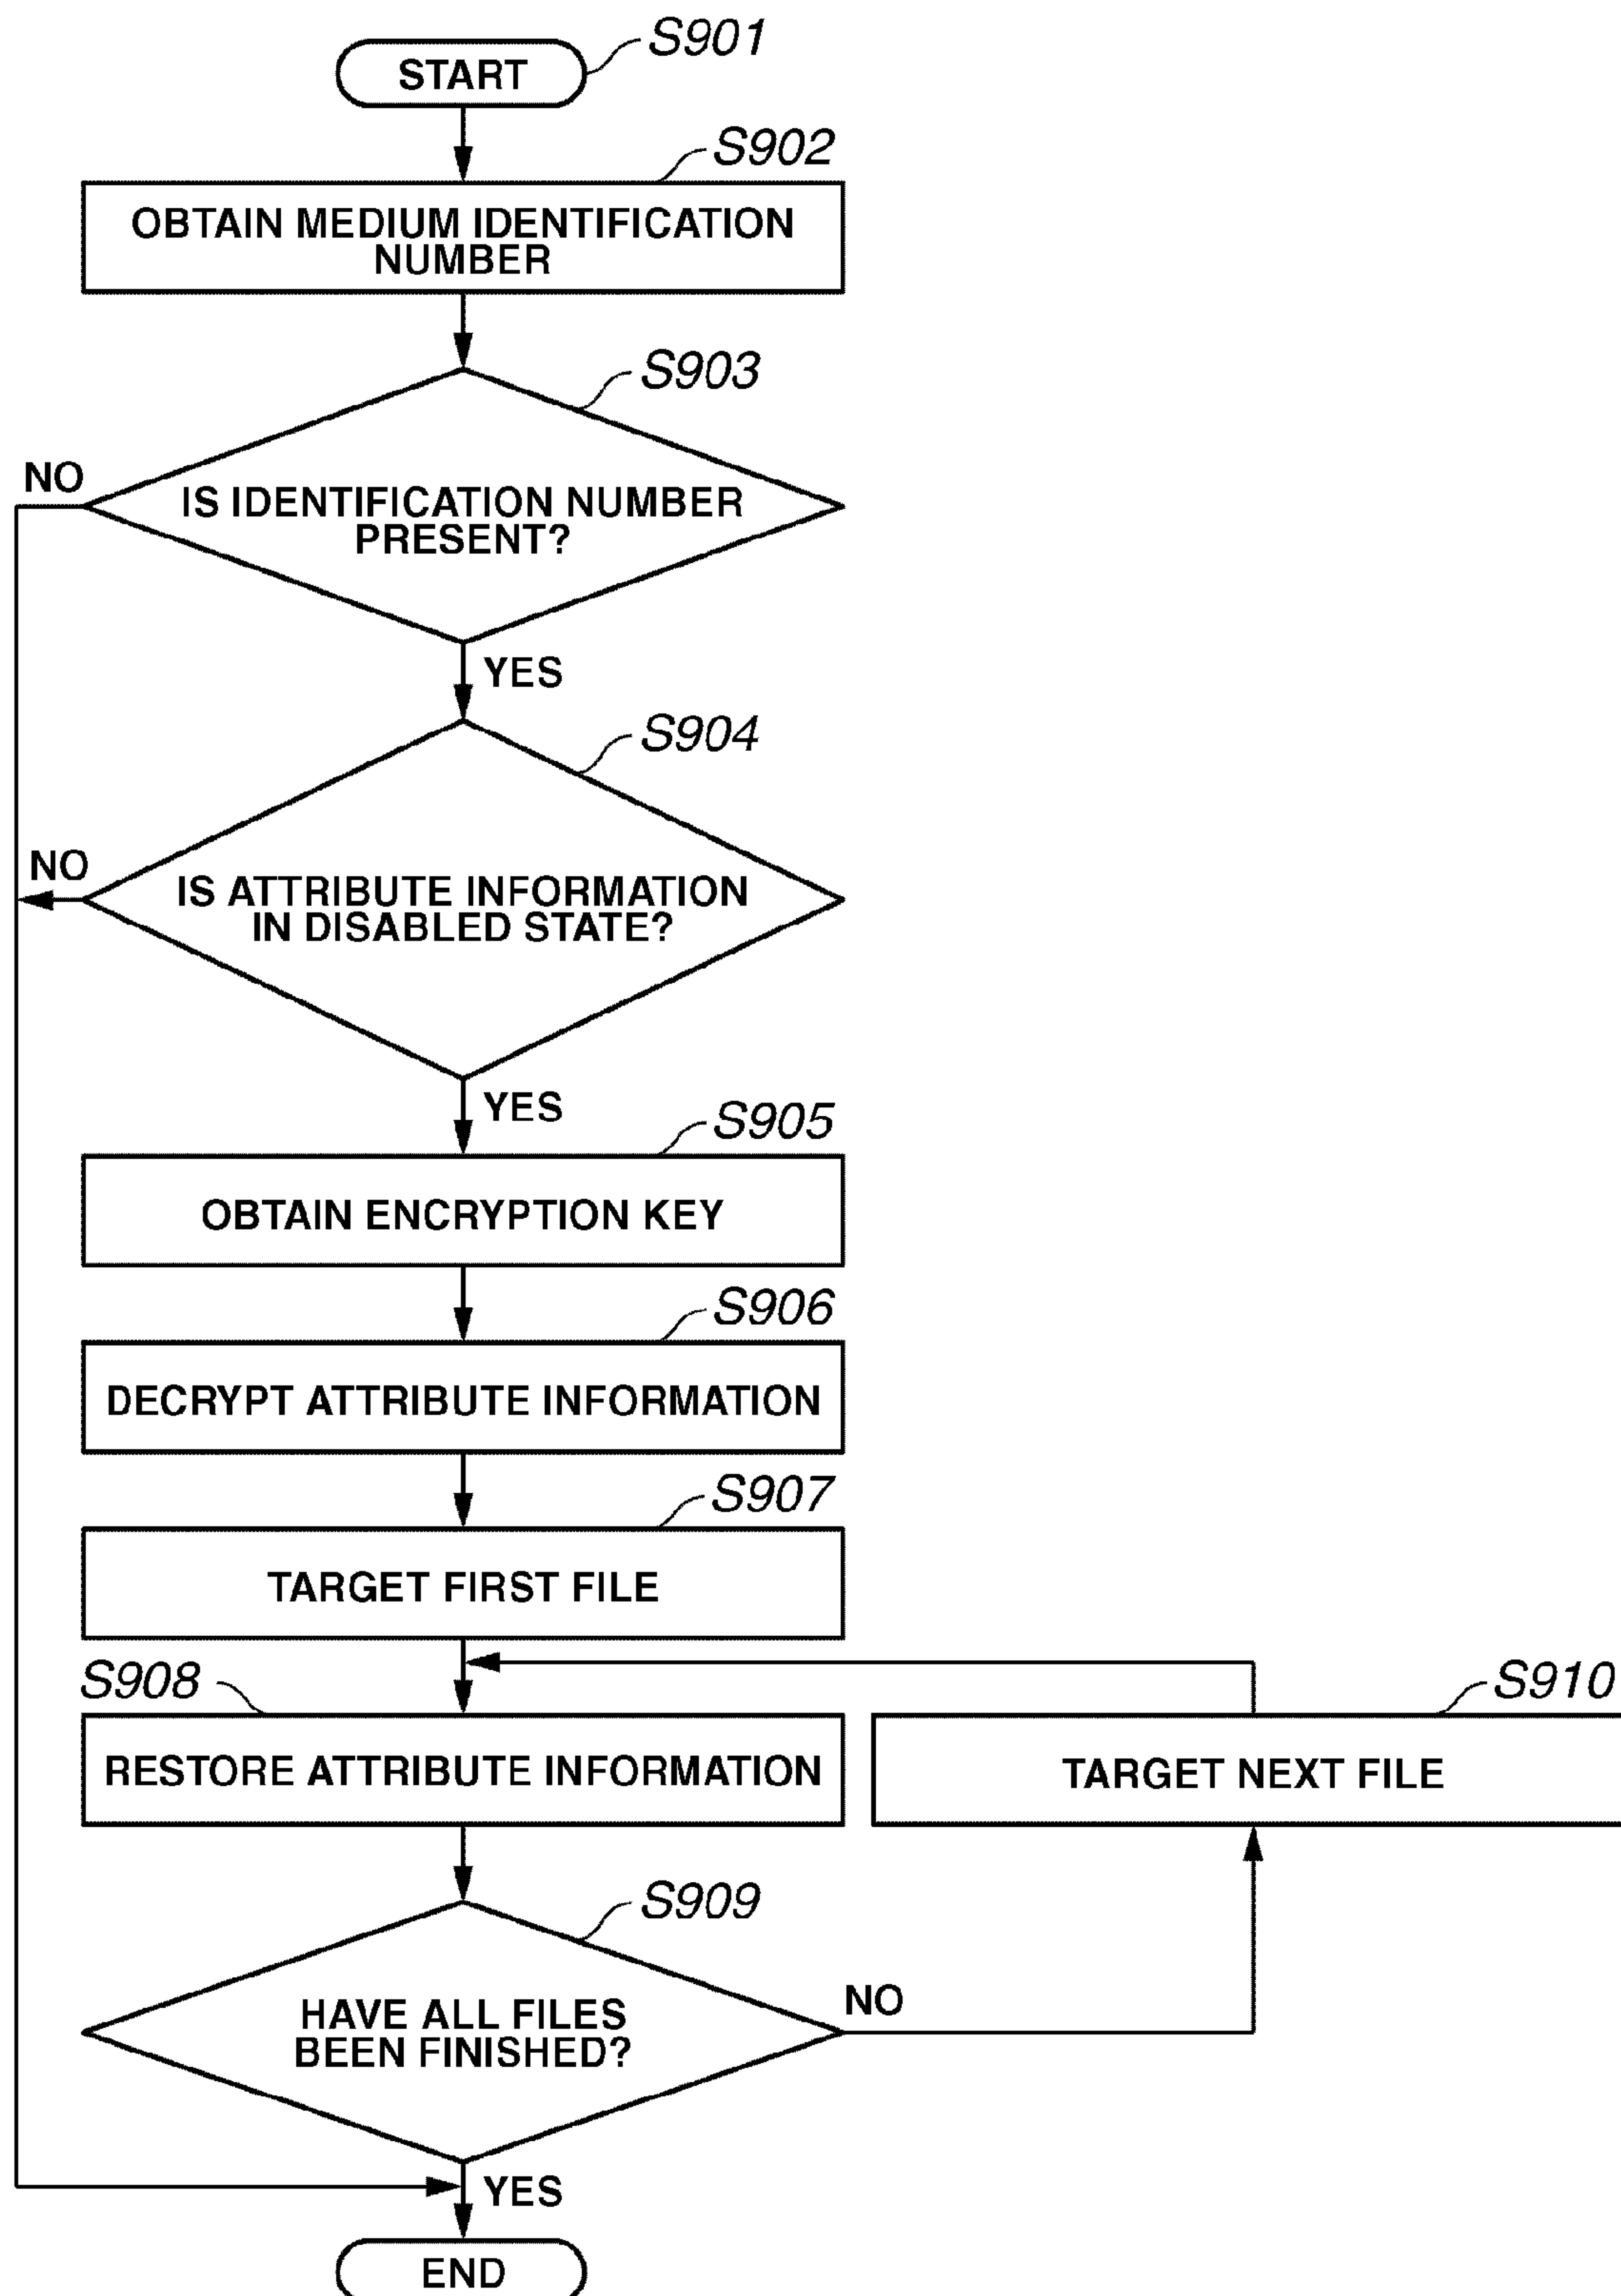 S901
START
S902
OBTAIN MEDIUM IDENTIFICATION
NUMBER
S903
NO
IS IDENTIFICATION NUMBER
PRESENT?
YES
S904
NO
IS ATTRIBUTE INFORMATION
IN DISABLED STATE?
YES
S905
OBTAIN ENCRYPTION KEY
S906
DECRYPT ATTRIBUTE INFORMATION
S907
TARGET FIRST FILE
S908
S910
RESTORE ATTRIBUTE INFORMATION
TARGET NEXT FILE
S909
HAVE ALL FILES
BEEN FINISHED?
NO
YES
END